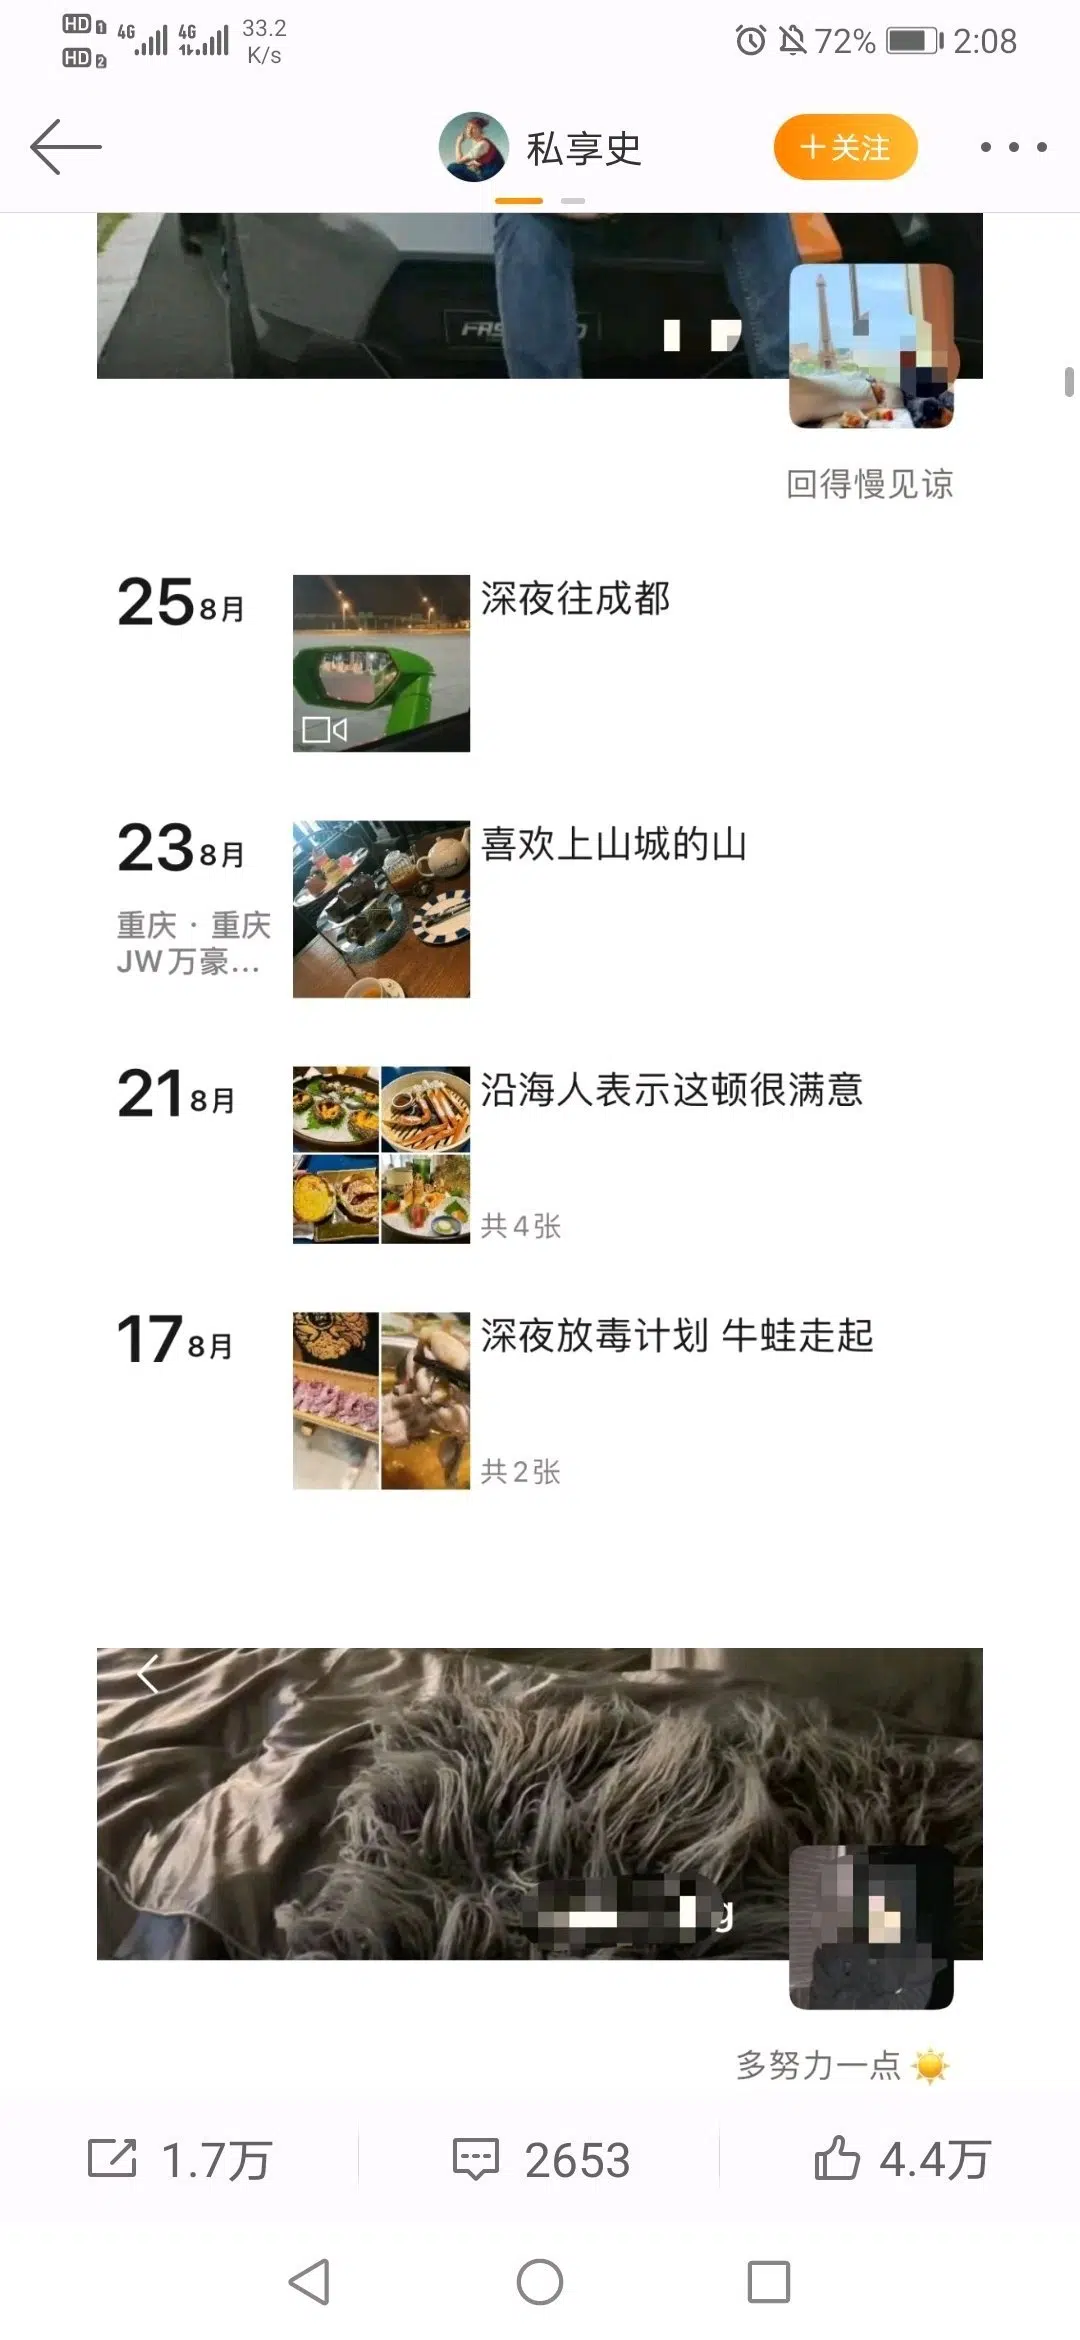 HD 1 4G 4G 33.2
HD 2 K/s
72% 2:08
私享史
+关注
回得慢见谅
25 8月
深夜往成都
23 8月
喜欢上山城的山
重庆 · 重庆
JW万豪...
21 8月
沿海人表示这顿很满意
共4张
17 8月
深夜放毒计划 牛蛙走起
共2张
g
多努力一点☀️
1.7万
2653
4.4万